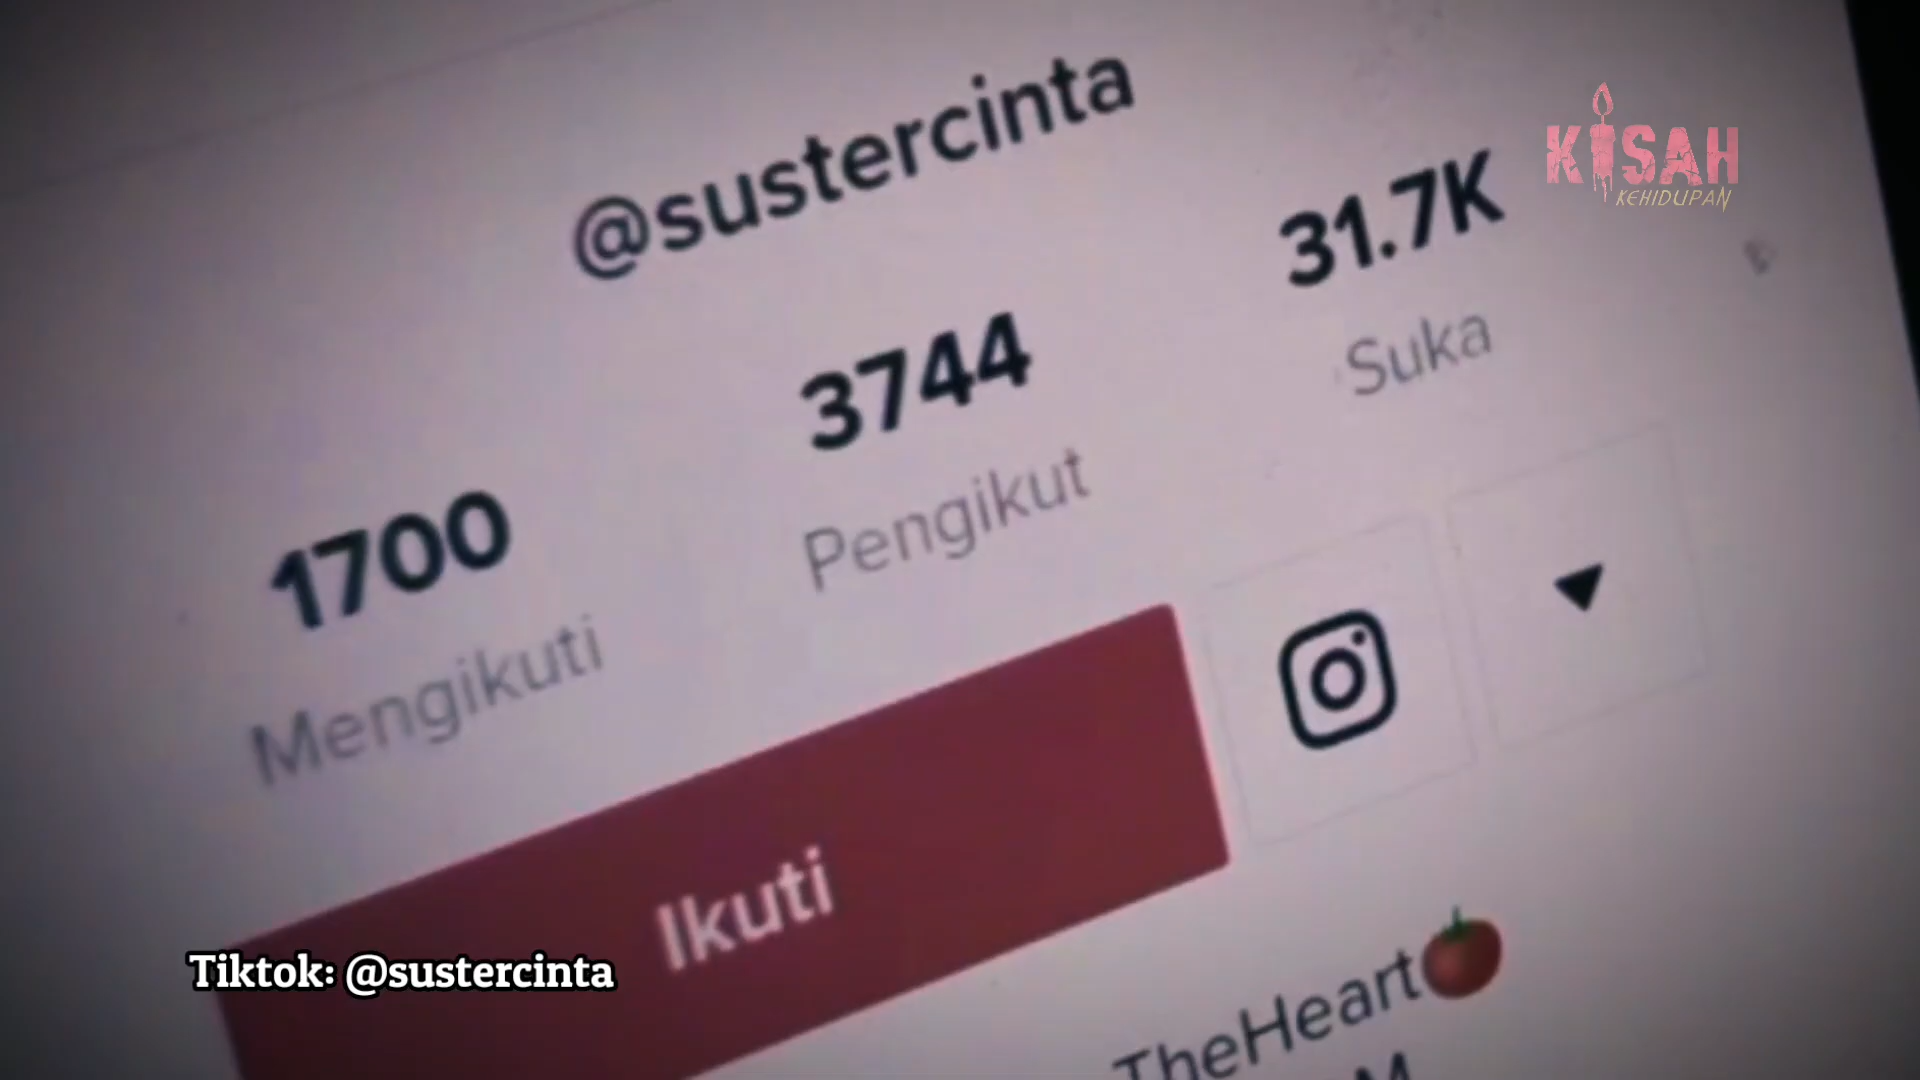 @sustercinta
KISAH
KEHIDUPAN
1700
3744
31.7K
Mengikuti
Pengikut
Suka
Ikuti
TheHeart
Tiktok: @sustercinta